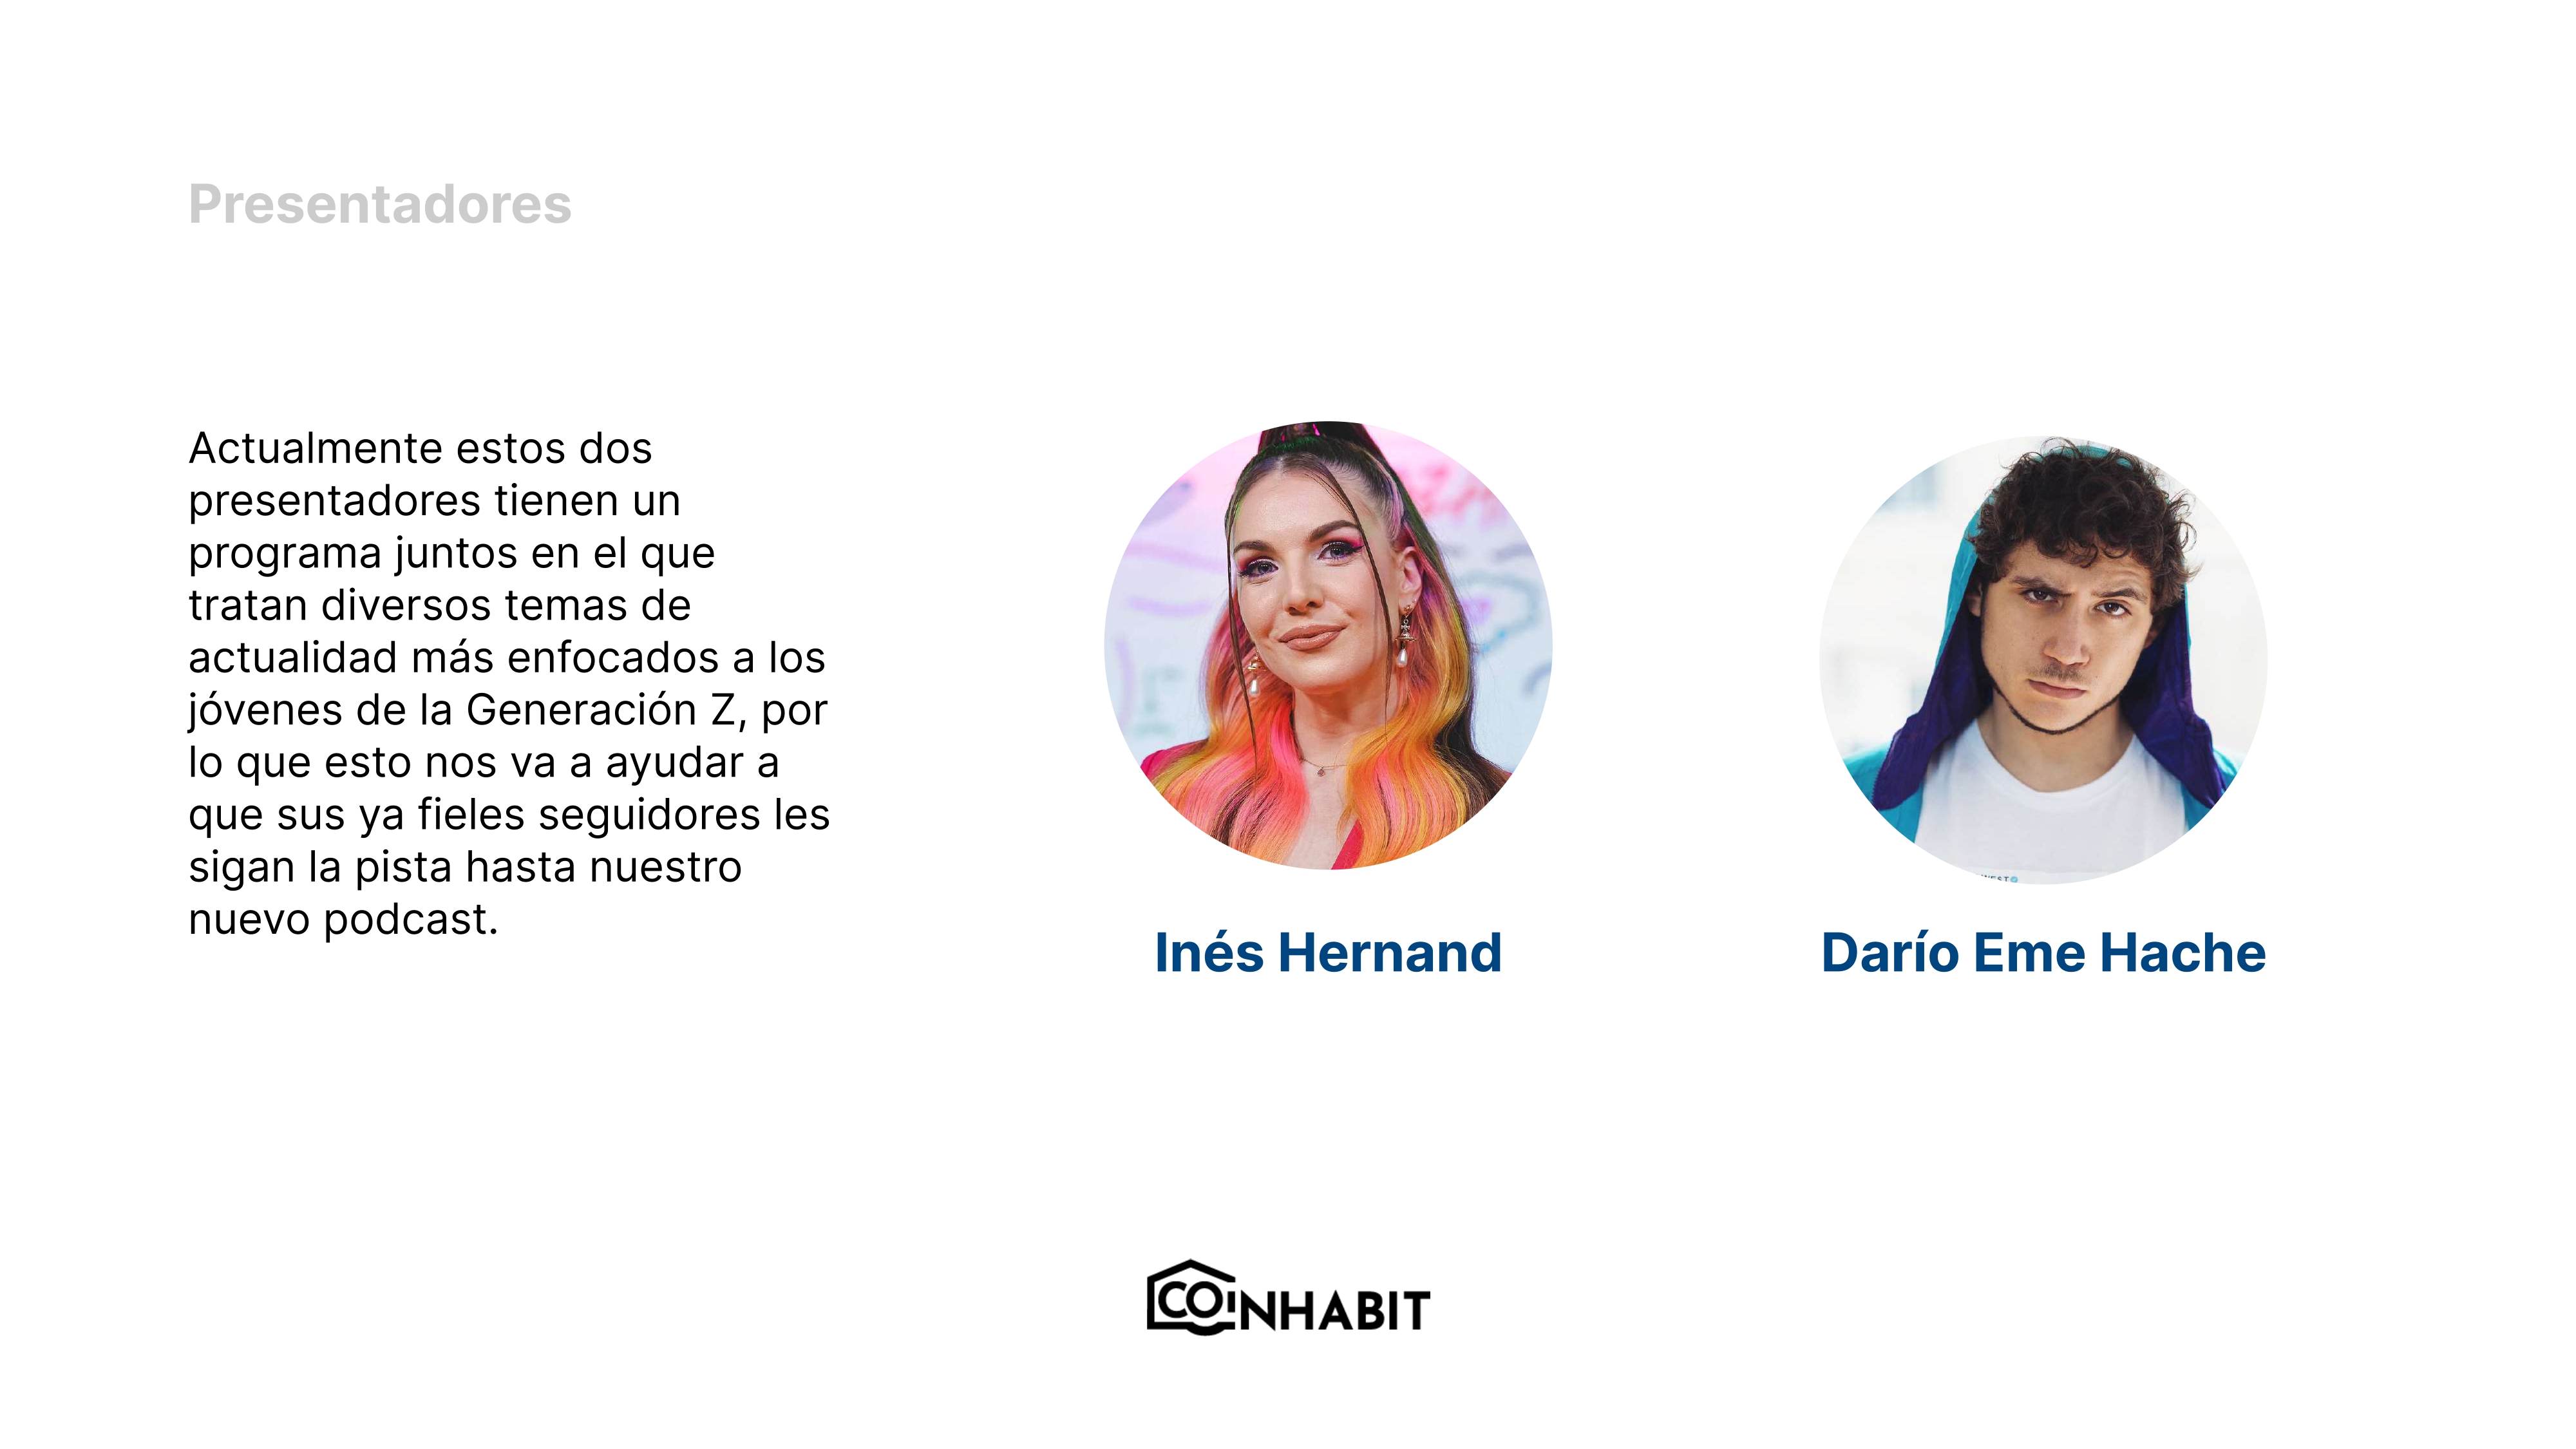 Presentadores
Actualmente estos dos
presentadores tienen un
programa juntos en el que
tratan diversos temas de
actualidad más enfocados a los
jóvenes de la Generación Z, por
lo que esto nos va a ayudar a
que sus ya fieles seguidores les
sigan la pista hasta nuestro
nuevo podcast.
Inés Hernand
Darío Eme Hache
COINHABIT